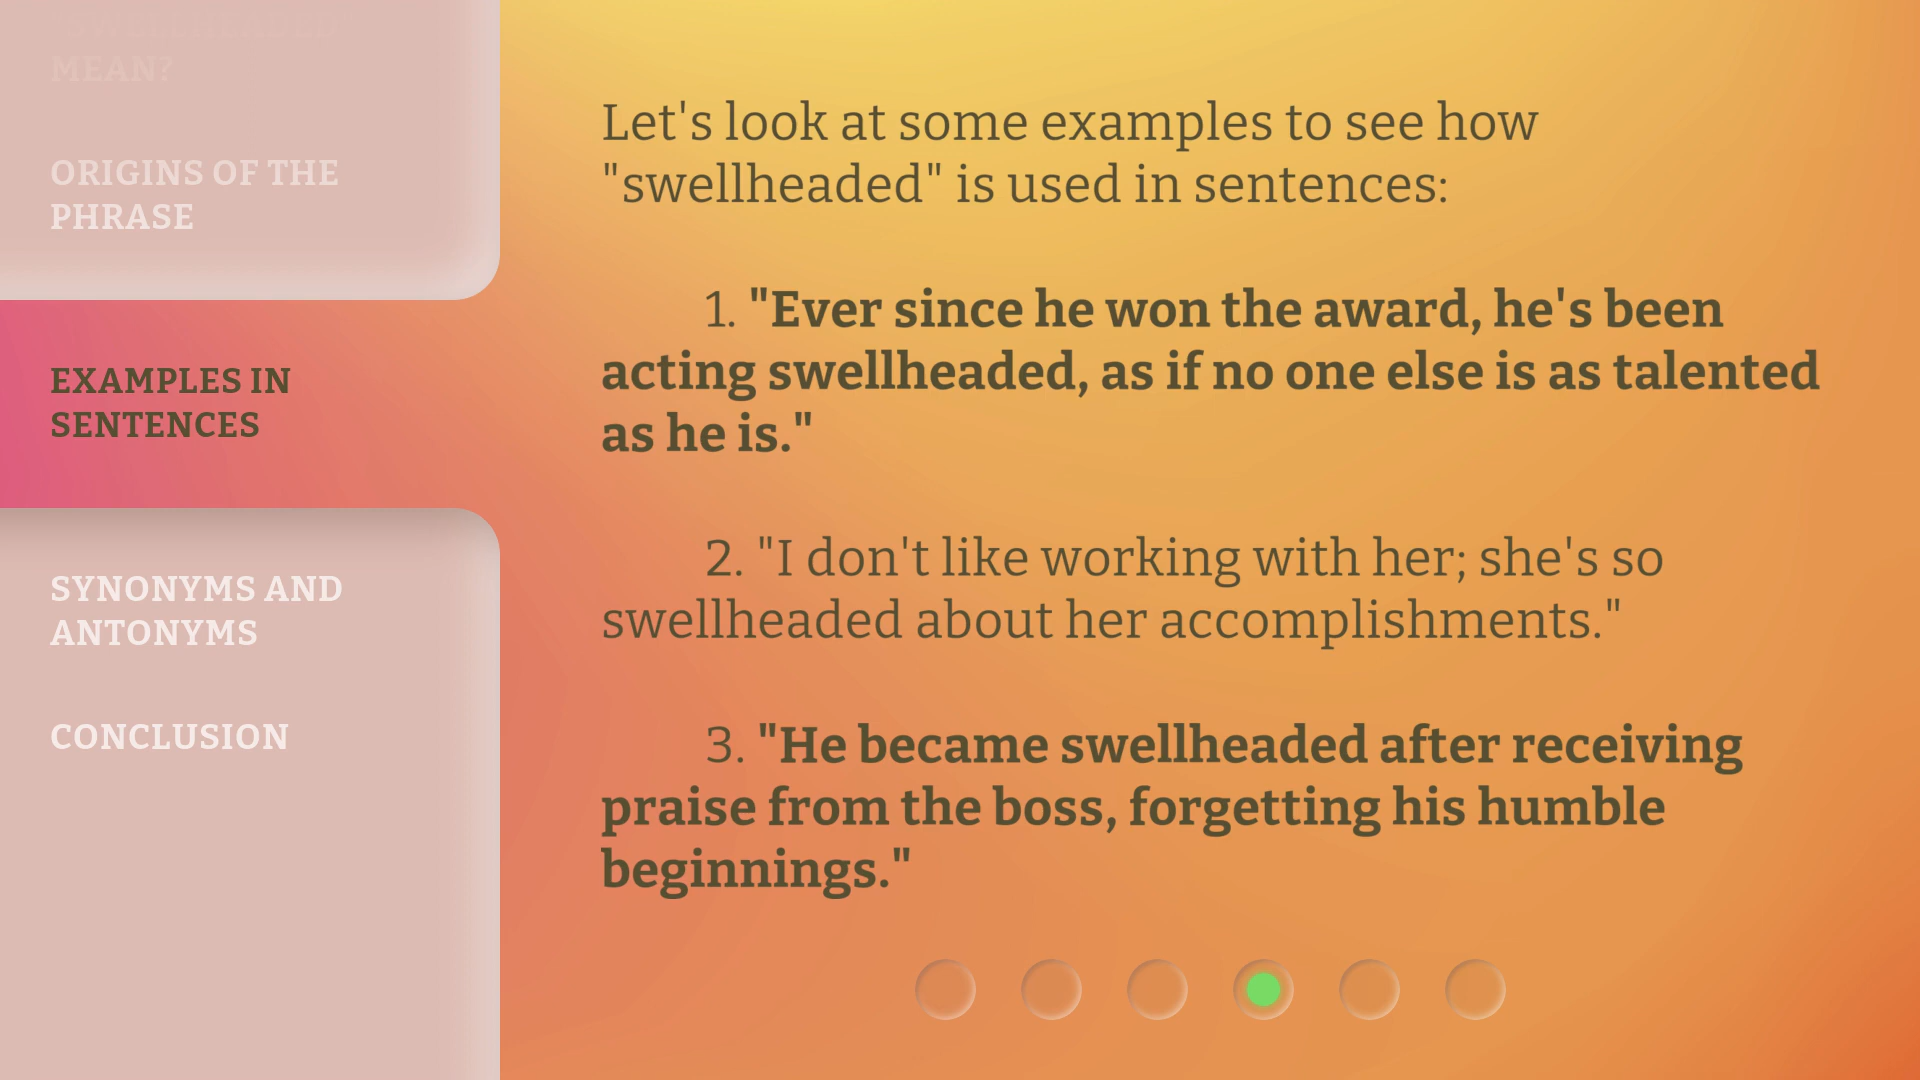 "SWELLHEADED
MEAN?
ORIGINS OF THE
PHRASE
EXAMPLES IN
SENTENCES
SYNONYMS AND
ANTONYMS
CONCLUSION
Let's look at some examples to see how
"swellheaded" is used in sentences:
1. "Ever since he won the award, he's been
acting swellheaded, as if no one else is as talented
as he is."
2. "I don't like working with her; she's so
swellheaded about her accomplishments."
3. "He became swellheaded after receiving
praise from the boss, forgetting his humble
beginnings."